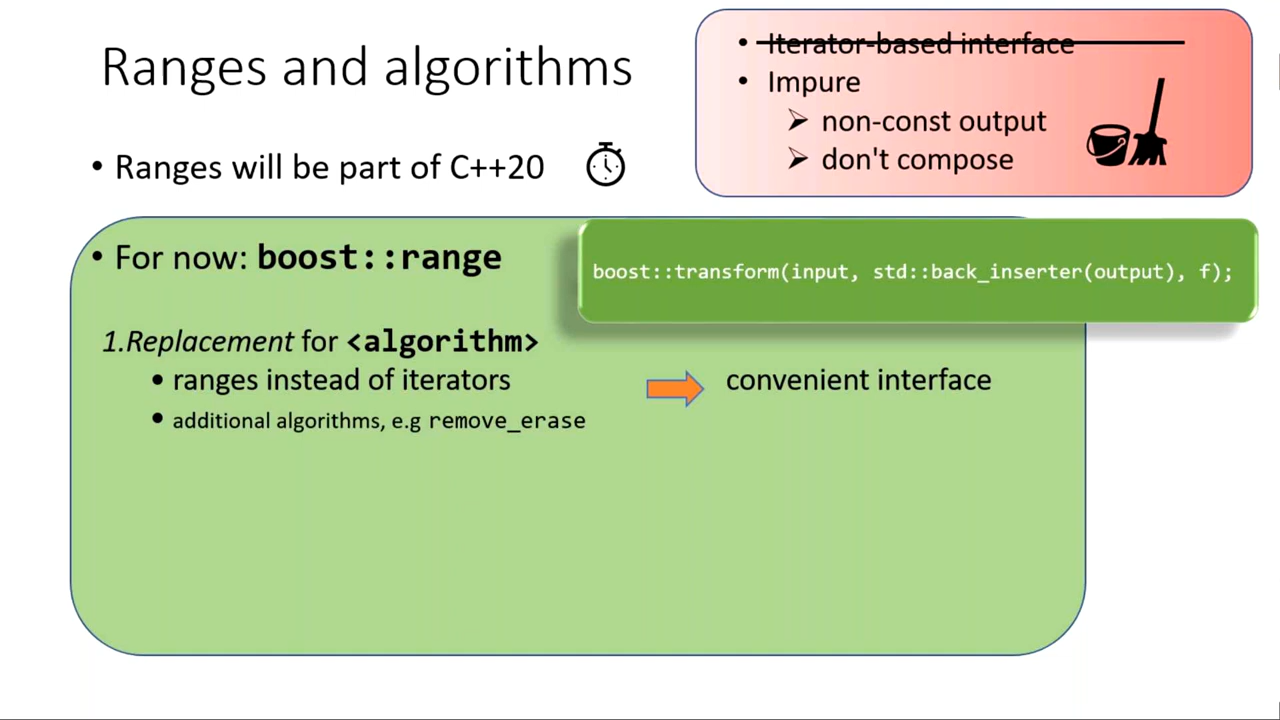 Ranges and algorithms
• Iterator-based interface
• Impure
➢ non-const output
➢ don't compose
• Ranges will be part of C++20
• For now: boost::range
boost::transform(input, std::back_inserter(output), f);
1.Replacement for <algorithm>
• ranges instead of iterators
convenient interface
• additional algorithms, e.g remove_erase